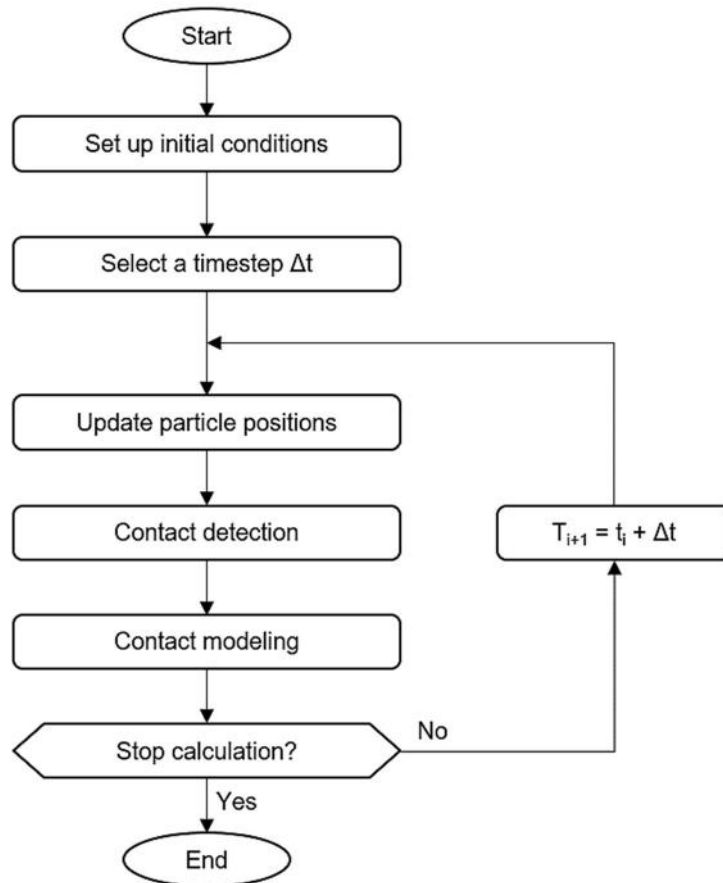 Start
Set up initial conditions
Select a timestep Δt
Update particle positions
Contact detection
T₍ᵢ₊₁₎ = tᵢ + Δt
Contact modeling
Stop calculation?
No
Yes
End